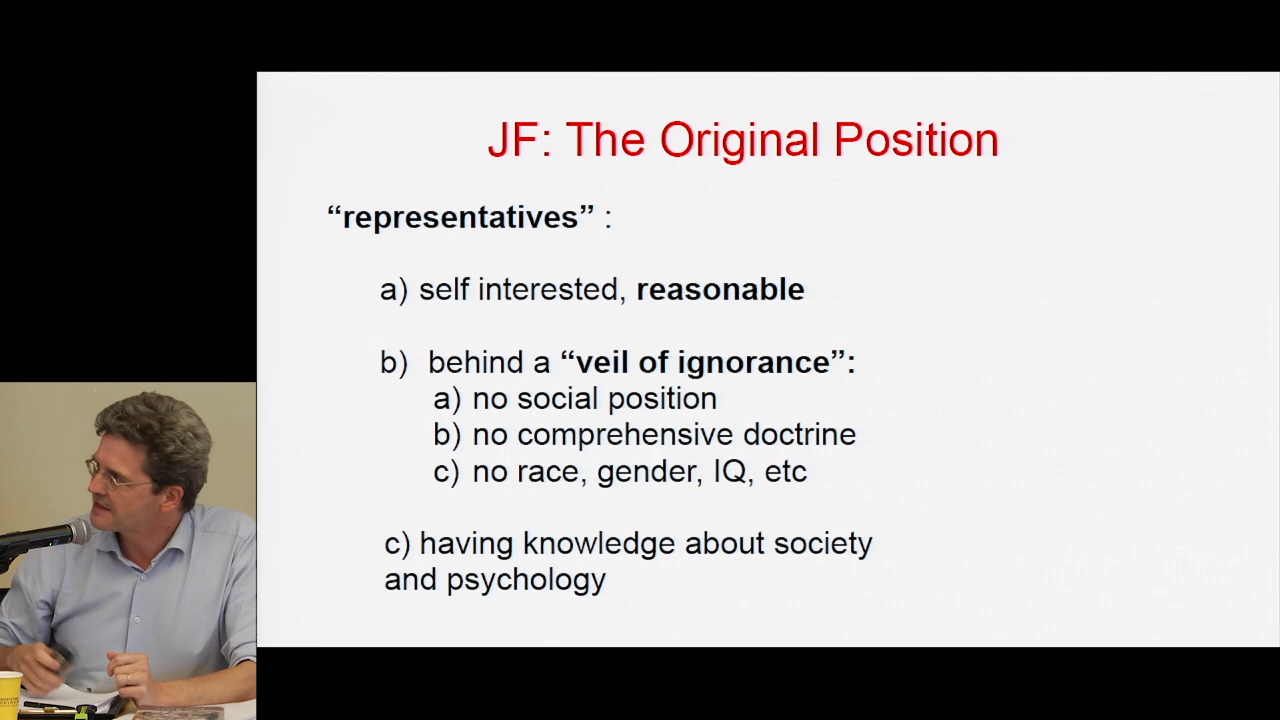 JF: The Original Position
“representatives” :
a) self interested, reasonable
b) behind a “veil of ignorance”:
a) no social position
b) no comprehensive doctrine
c) no race, gender, IQ, etc
c) having knowledge about society
and psychology